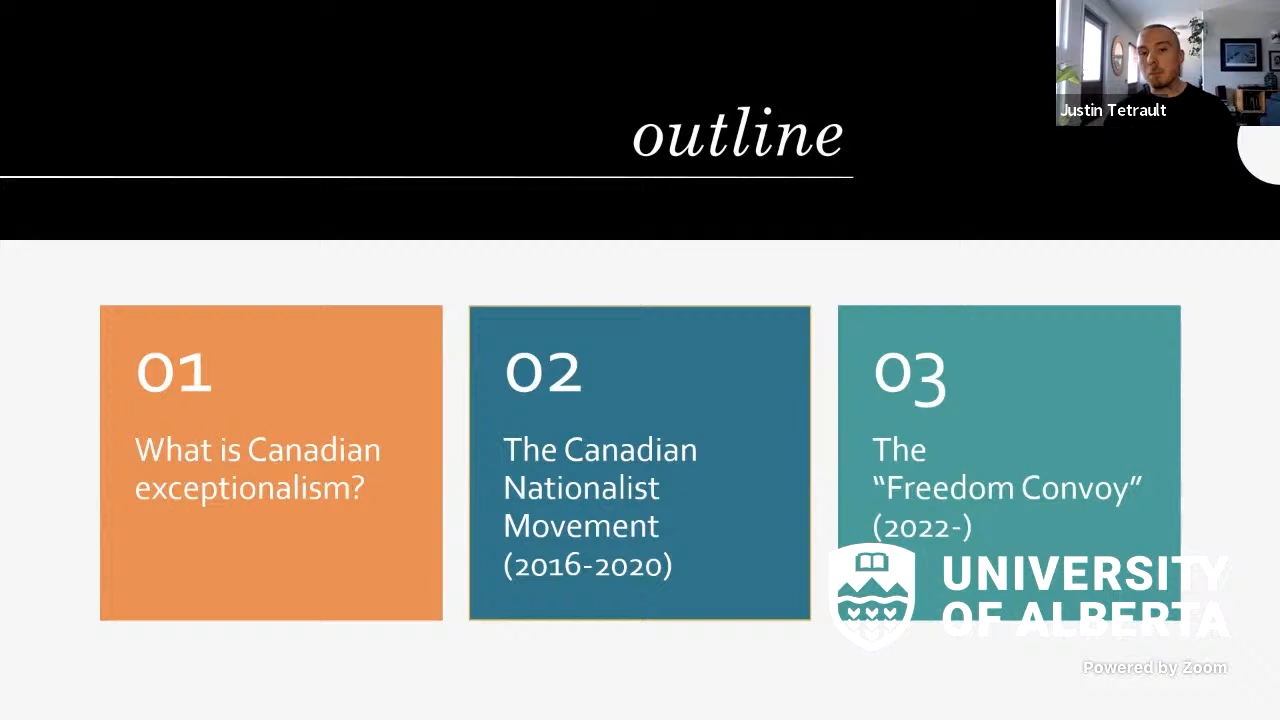 outline
Justin Tetrault
01
What is Canadian
exceptionalism?
02
The Canadian
Nationalist
Movement
(2016-2020)
03
The
“Freedom Convoy”
(2022-)
UNIVERSITY
OF ALBERTA
Powered by Zoom